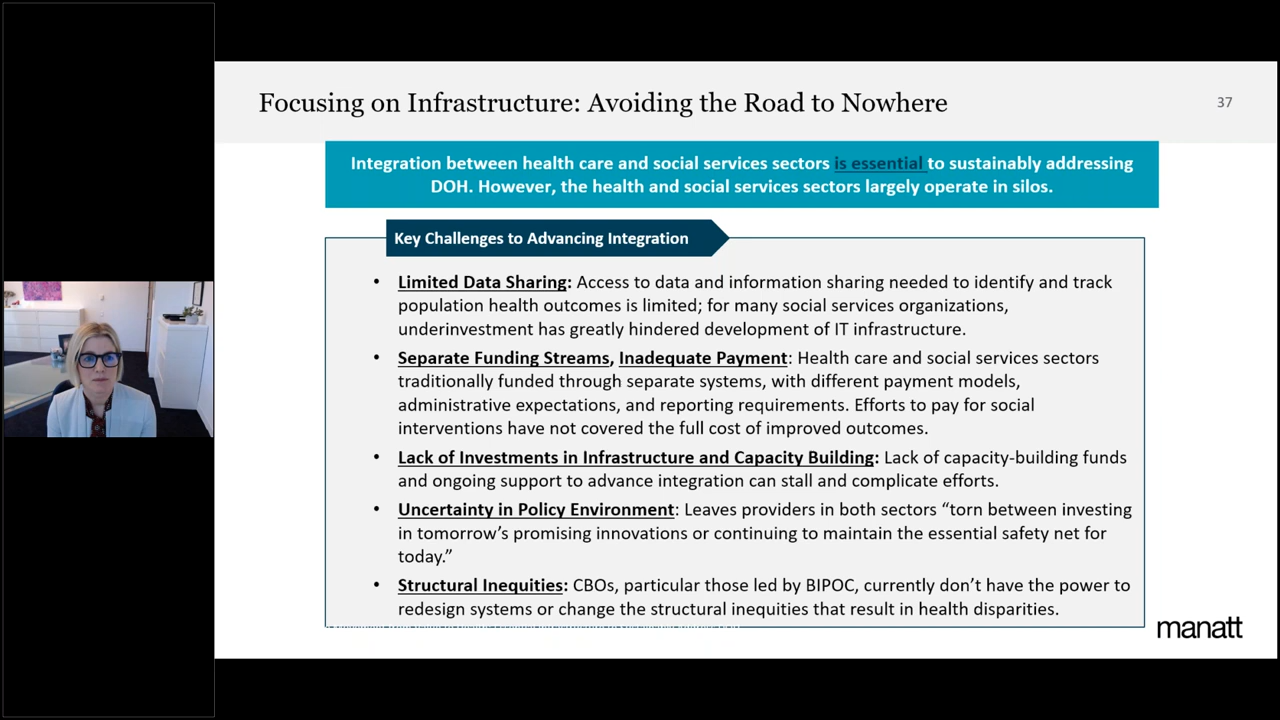 Focusing on Infrastructure: Avoiding the Road to Nowhere
37
Integration between health care and social services sectors is essential to sustainably addressing
DOH. However, the health and social services sectors largely operate in silos.
Key Challenges to Advancing Integration
• Limited Data Sharing: Access to data and information sharing needed to identify and track
population health outcomes is limited; for many social services organizations,
underinvestment has greatly hindered development of IT infrastructure.
• Separate Funding Streams, Inadequate Payment: Health care and social services sectors
traditionally funded through separate systems, with different payment models,
administrative expectations, and reporting requirements. Efforts to pay for social
interventions have not covered the full cost of improved outcomes.
• Lack of Investments in Infrastructure and Capacity Building: Lack of capacity-building funds
and ongoing support to advance integration can stall and complicate efforts.
• Uncertainty in Policy Environment: Leaves providers in both sectors “torn between investing
in tomorrow’s promising innovations or continuing to maintain the essential safety net for
today.”
• Structural Inequities: CBOs, particular those led by BIPOC, currently don’t have the power to
redesign systems or change the structural inequities that result in health disparities.
manatt